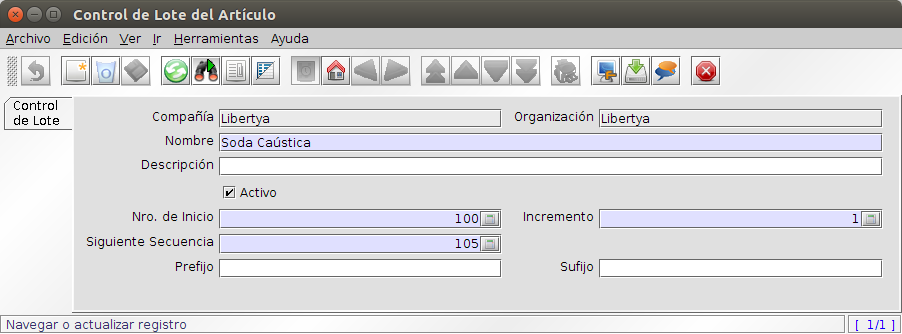 Control de Lote del Artículo
Archivo Edición Ver Ir Herramientas Ayuda
Control de Lote
Compañía Libertya Organización Libertya
Nombre Soda Caústica
Descripción
Activo
Nro. de Inicio 100 Incremento 1
Siguiente Secuencia 105
Prefijo Sufijo
Navegar o actualizar registro [ 1/1 ]